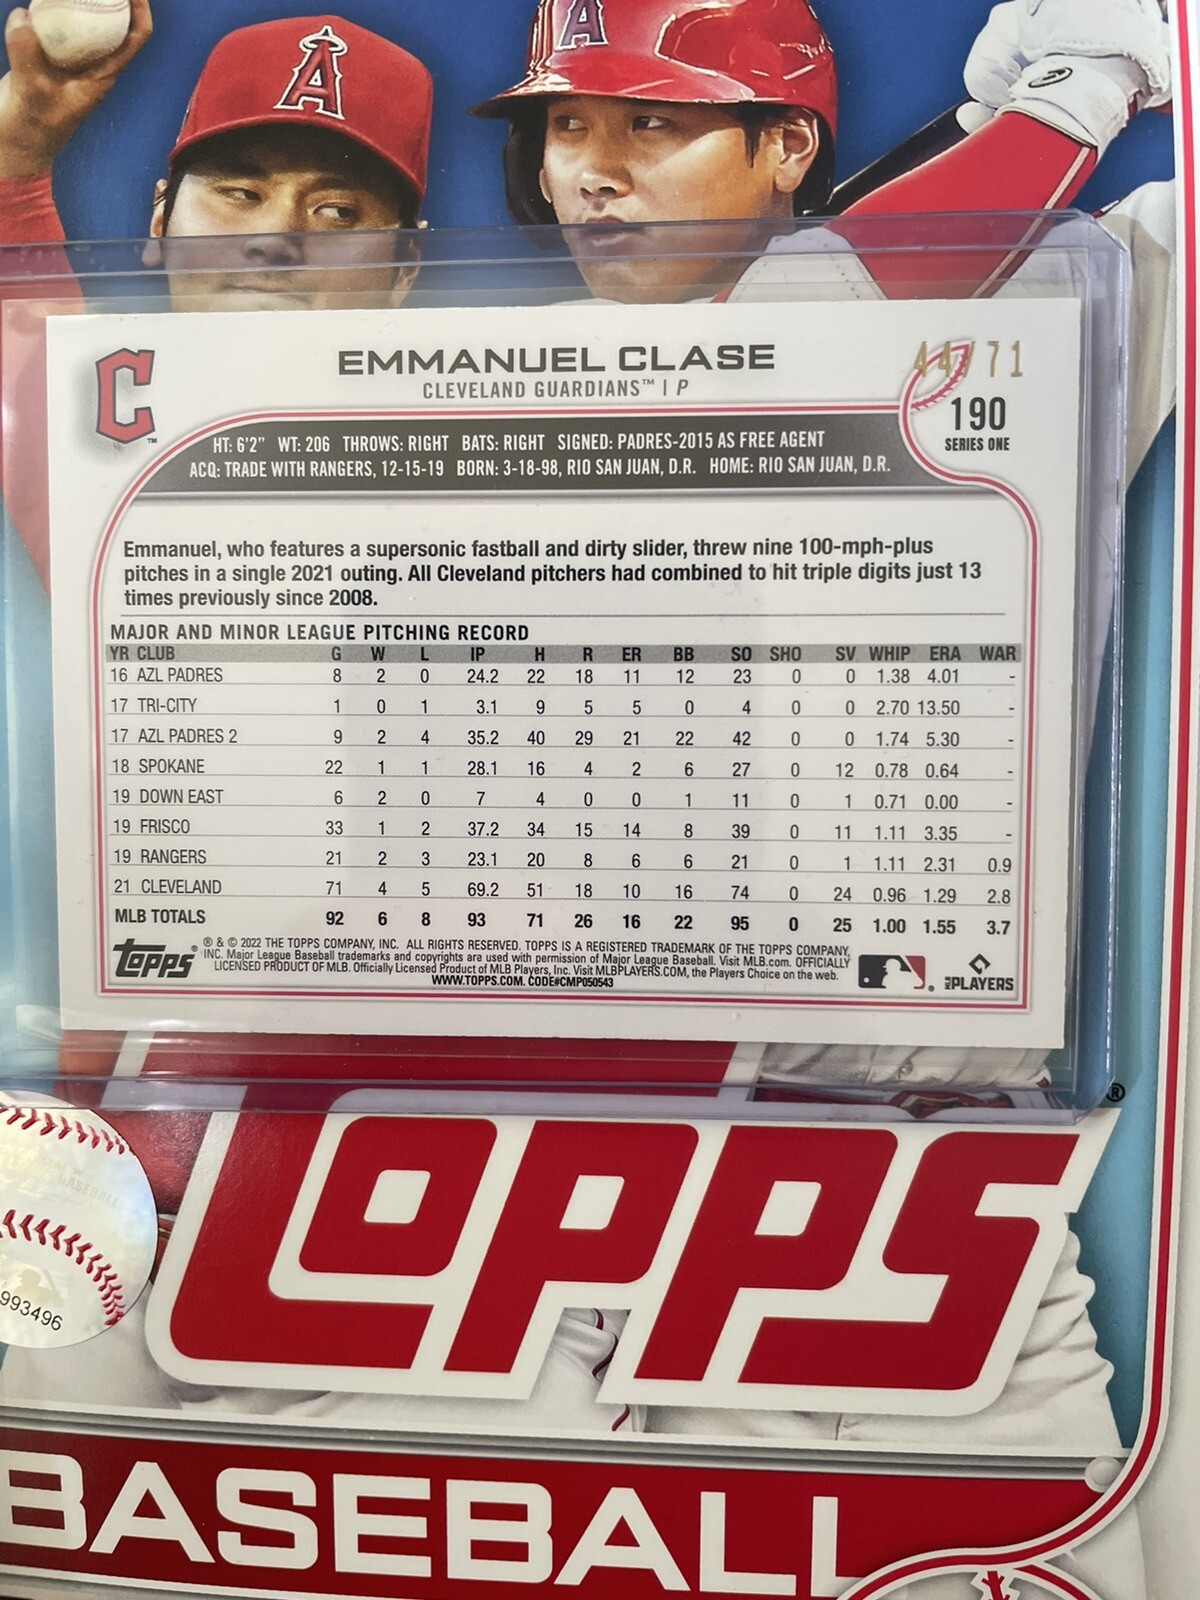 A
A
EMMANUEL CLASE
44/71
C
TM
CLEVELAND GUARDIANS™ | P
190
SERIES ONE
HT: 6'2" WT: 206 THROWS: RIGHT BATS: RIGHT SIGNED: PADRES-2015 AS FREE AGENT
ACQ: TRADE WITH RANGERS, 12-15-19 BORN: 3-18-98, RIO SAN JUAN, D.R. HOME: RIO SAN JUAN, D.R.
Emmanuel, who features a supersonic fastball and dirty slider, threw nine 100-mph-plus
pitches in a single 2021 outing. All Cleveland pitchers had combined to hit triple digits just 13
times previously since 2008.
MAJOR AND MINOR LEAGUE PITCHING RECORD
YR CLUB G W L IP H R ER BB SO SHO SV WHIP ERA WAR
16 AZL PADRES 8 2 0 24.2 22 18 11 12 23 0 0 1.38 4.01 -
17 TRI-CITY 1 0 1 3.1 9 5 5 0 4 0 0 2.70 13.50 -
17 AZL PADRES 2 9 2 4 35.2 40 29 21 22 42 0 0 1.74 5.30 -
18 SPOKANE 22 1 1 28.1 16 4 2 6 27 0 12 0.78 0.64 -
19 DOWN EAST 6 2 0 7 4 0 0 1 11 0 1 0.71 0.00 -
19 FRISCO 33 1 2 37.2 34 15 14 8 39 0 11 1.11 3.35 -
19 RANGERS 21 2 3 23.1 20 8 6 6 21 0 1 1.11 2.31 0.9
21 CLEVELAND 71 4 5 69.2 51 18 10 16 74 0 24 0.96 1.29 2.8
MLB TOTALS 92 6 8 93 71 26 16 22 95 0 25 1.00 1.55 3.7
Topps®
® & © 2022 THE TOPPS COMPANY, INC. ALL RIGHTS RESERVED. TOPPS IS A REGISTERED TRADEMARK OF THE TOPPS COMPANY,
INC. Major League Baseball trademarks and copyrights are used with permission of Major League Baseball. Visit MLB.com. OFFICIALLY
LICENSED PRODUCT OF MLB. Officially Licensed Product of MLB Players, Inc. Visit MLBPLAYERS.COM, the Players Choice on the web.
WWW.TOPPS.COM. CODE#CMP050543
MLB PLAYERS
TOPPS®
BASEBALL
993496
BASEBALL